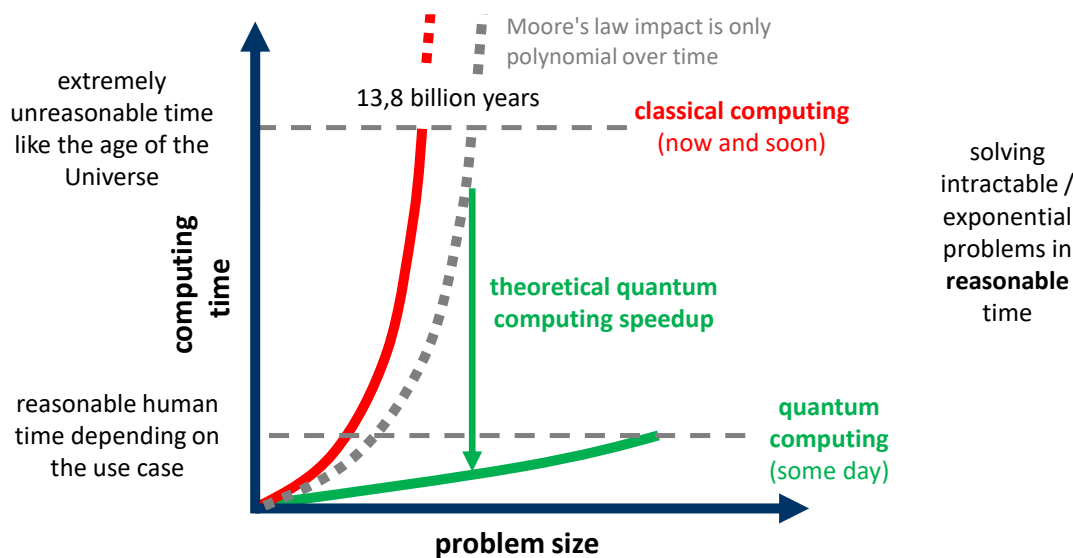 Moore's law impact is only
polynomial over time
extremely
unreasonable time
like the age of the
Universe
13,8 billion years
classical computing
(now and soon)
solving
intractable /
exponential
problems in
reasonable
time
computing
time
theoretical quantum
computing speedup
reasonable human
time depending on
the use case
quantum
computing
(some day)
problem size